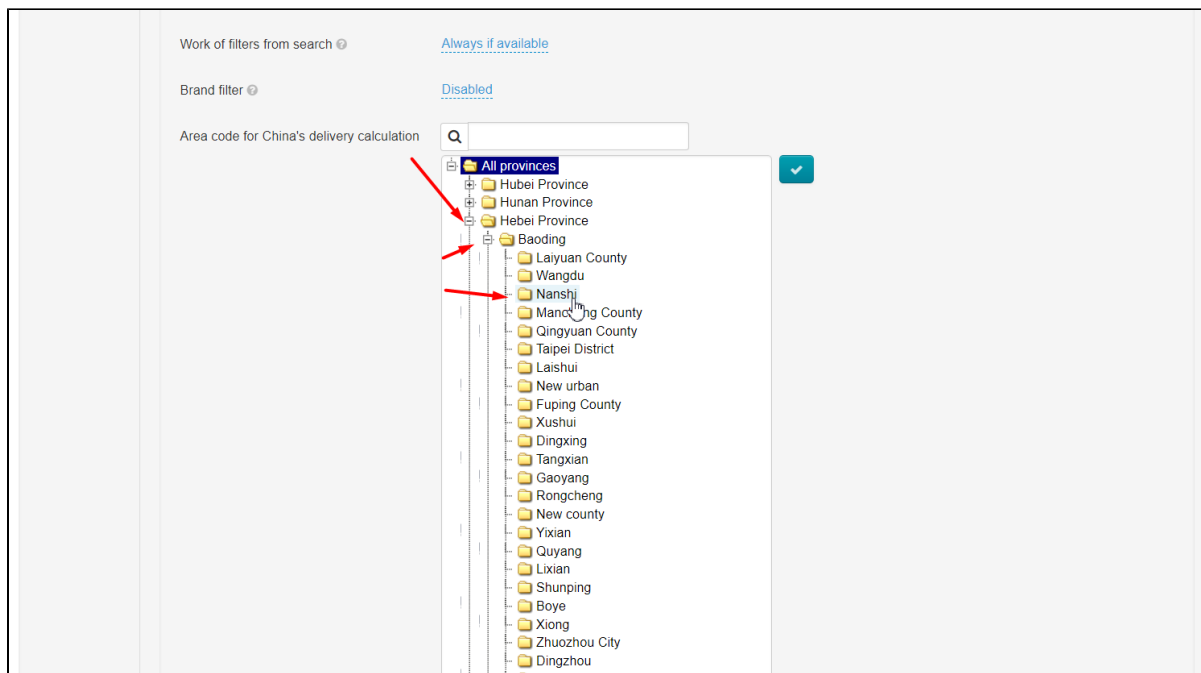 Work of filters from search
Always if available
Brand filter
Disabled
Area code for China's delivery calculation
All provinces
Hubei Province
Hunan Province
Hebei Province
Baoding
Laiyuan County
Wangdu
Nanshi
County
Qingyuan County
Taipei District
Laishui
New urban
Fuping County
Xushui
Dingxing
Tangxian
Gaoyang
Rongcheng
New county
Yixian
Quyang
Lixian
Shunping
Boye
Xiong
Zhuozhou City
Dingzhou